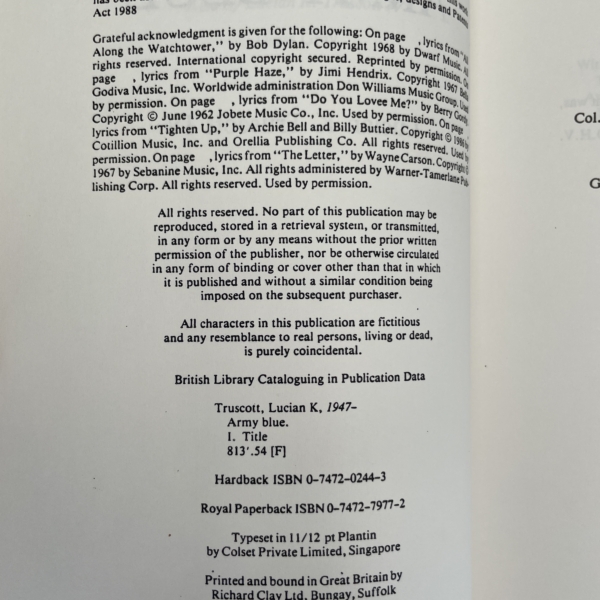 Act 1988
designs and Patents
Grateful acknowledgment is given for the following: On page , lyrics from "All
Along the Watchtower," by Bob Dylan. Copyright 1968 by Dwarf Music. All
rights reserved. International copyright secured. Reprinted by permission. On
page , lyrics from "Purple Haze," by Jimi Hendrix. Copyright 1967 Bella
Godiva Music, Inc. Worldwide administration Don Williams Music Group. Used
by permission. On page , lyrics from "Do You Lovee Me?" by Berry Gordy.
Copyright © June 1962 Jobete Music Co., Inc. Used by permission. On page ,
lyrics from "Tighten Up," by Archie Bell and Billy Buttier. Copyright ©
Cotillion Music, Inc. and Orellia Publishing Co. All rights reserved. Used by
permission. On page , lyrics from "The Letter," by Wayne Carson. Copyright ©
1967 by Sebanine Music, Inc. All rights administered by Warner-Tamerlane Pub-
lishing Corp. All rights reserved. Used by permission.
All rights reserved. No part of this publication may be
reproduced, stored in a retrieval system, or transmitted,
in any form or by any means without the prior written
permission of the publisher, nor be otherwise circulated
in any form of binding or cover other than that in which
it is published and without a similar condition being
imposed on the subsequent purchaser.
All characters in this publication are fictitious
and any resemblance to real persons, living or dead,
is purely coincidental.
British Library Cataloguing in Publication Data
Truscott, Lucian K, 1947–
Army blue.
I. Title
813'.54 [F]
Hardback ISBN 0-7472-0244-3
Royal Paperback ISBN 0-7472-7977-2
Typeset in 11/12 pt Plantin
by Colset Private Limited, Singapore
Printed and bound in Great Britain by
Richard Clay Ltd, Bungay, Suffolk
Col.
G